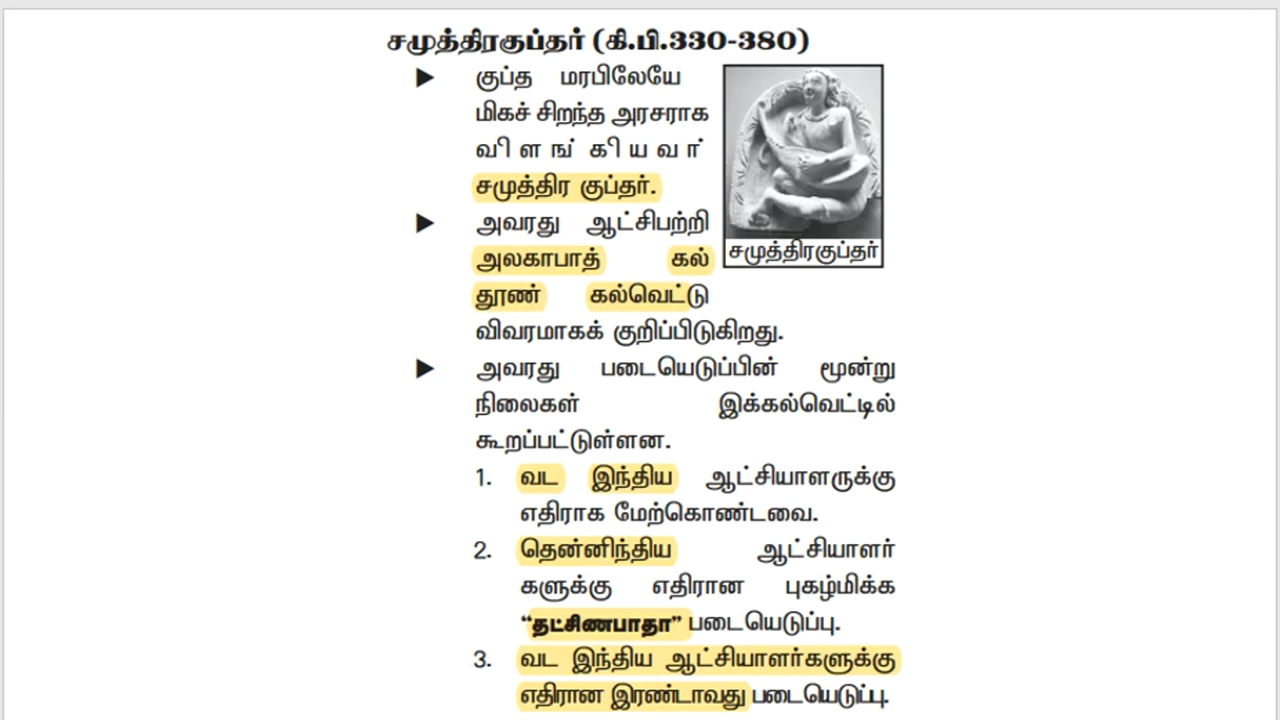 சமுத்திரகுப்தர் (கி.பி.330-380)
▶ குப்த மரபிலேயே
மிகச் சிறந்த அரசராக
விளங்கியவர்
சமுத்திர குப்தர்.
▶ அவரது ஆட்சிபற்றி
அலகாபாத் கல்
தூண் கல்வெட்டு
விவரமாகக் குறிப்பிடுகிறது.
சமுத்திரகுப்தர்
▶ அவரது படையெடுப்பின் மூன்று
நிலைகள் இக்கல்வெட்டில்
கூறப்பட்டுள்ளன.
1. வட இந்திய ஆட்சியாளருக்கு
எதிராக மேற்கொண்டவை.
2. தென்னிந்திய ஆட்சியாளர்
களுக்கு எதிரான புகழ்மிக்க
“தட்சிணபாதா” படையெடுப்பு.
3. வட இந்திய ஆட்சியாளர்களுக்கு
எதிரான இரண்டாவது படையெடுப்பு.